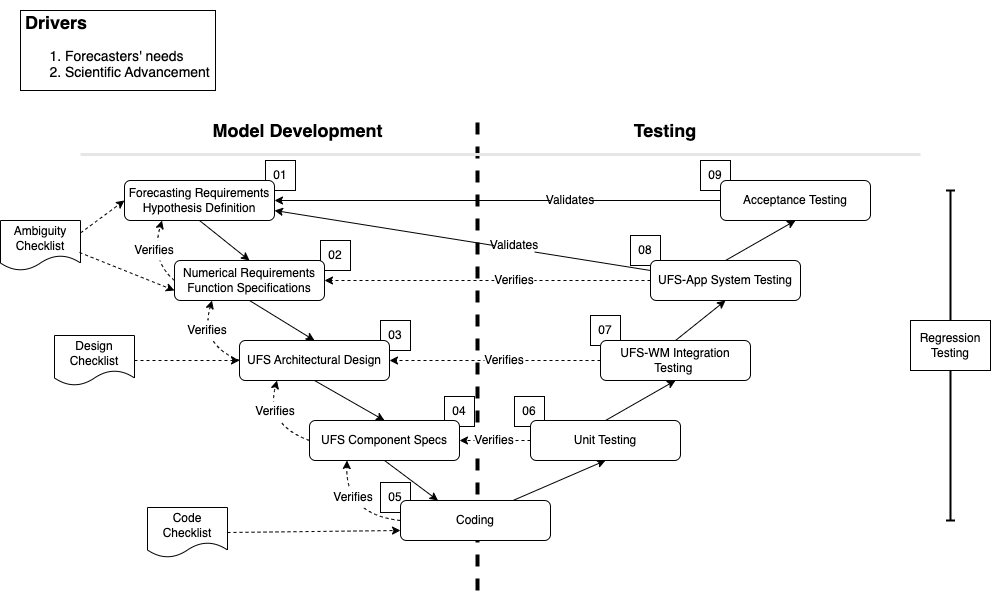 Drivers
1. Forecasters' needs
2. Scientific Advancement
Model Development
Testing
01
Forecasting Requirements
Hypothesis Definition
09
Acceptance Testing
Validates
Ambiguity
Checklist
Verifies
02
Numerical Requirements
Function Specifications
Validates
08
UFS-App System Testing
Verifies
Verifies
03
UFS Architectural Design
Design
Checklist
07
UFS-WM Integration
Testing
Verifies
Regression
Testing
Verifies
04
UFS Component Specs
06
Unit Testing
Verifies
Verifies
05
Coding
Code
Checklist